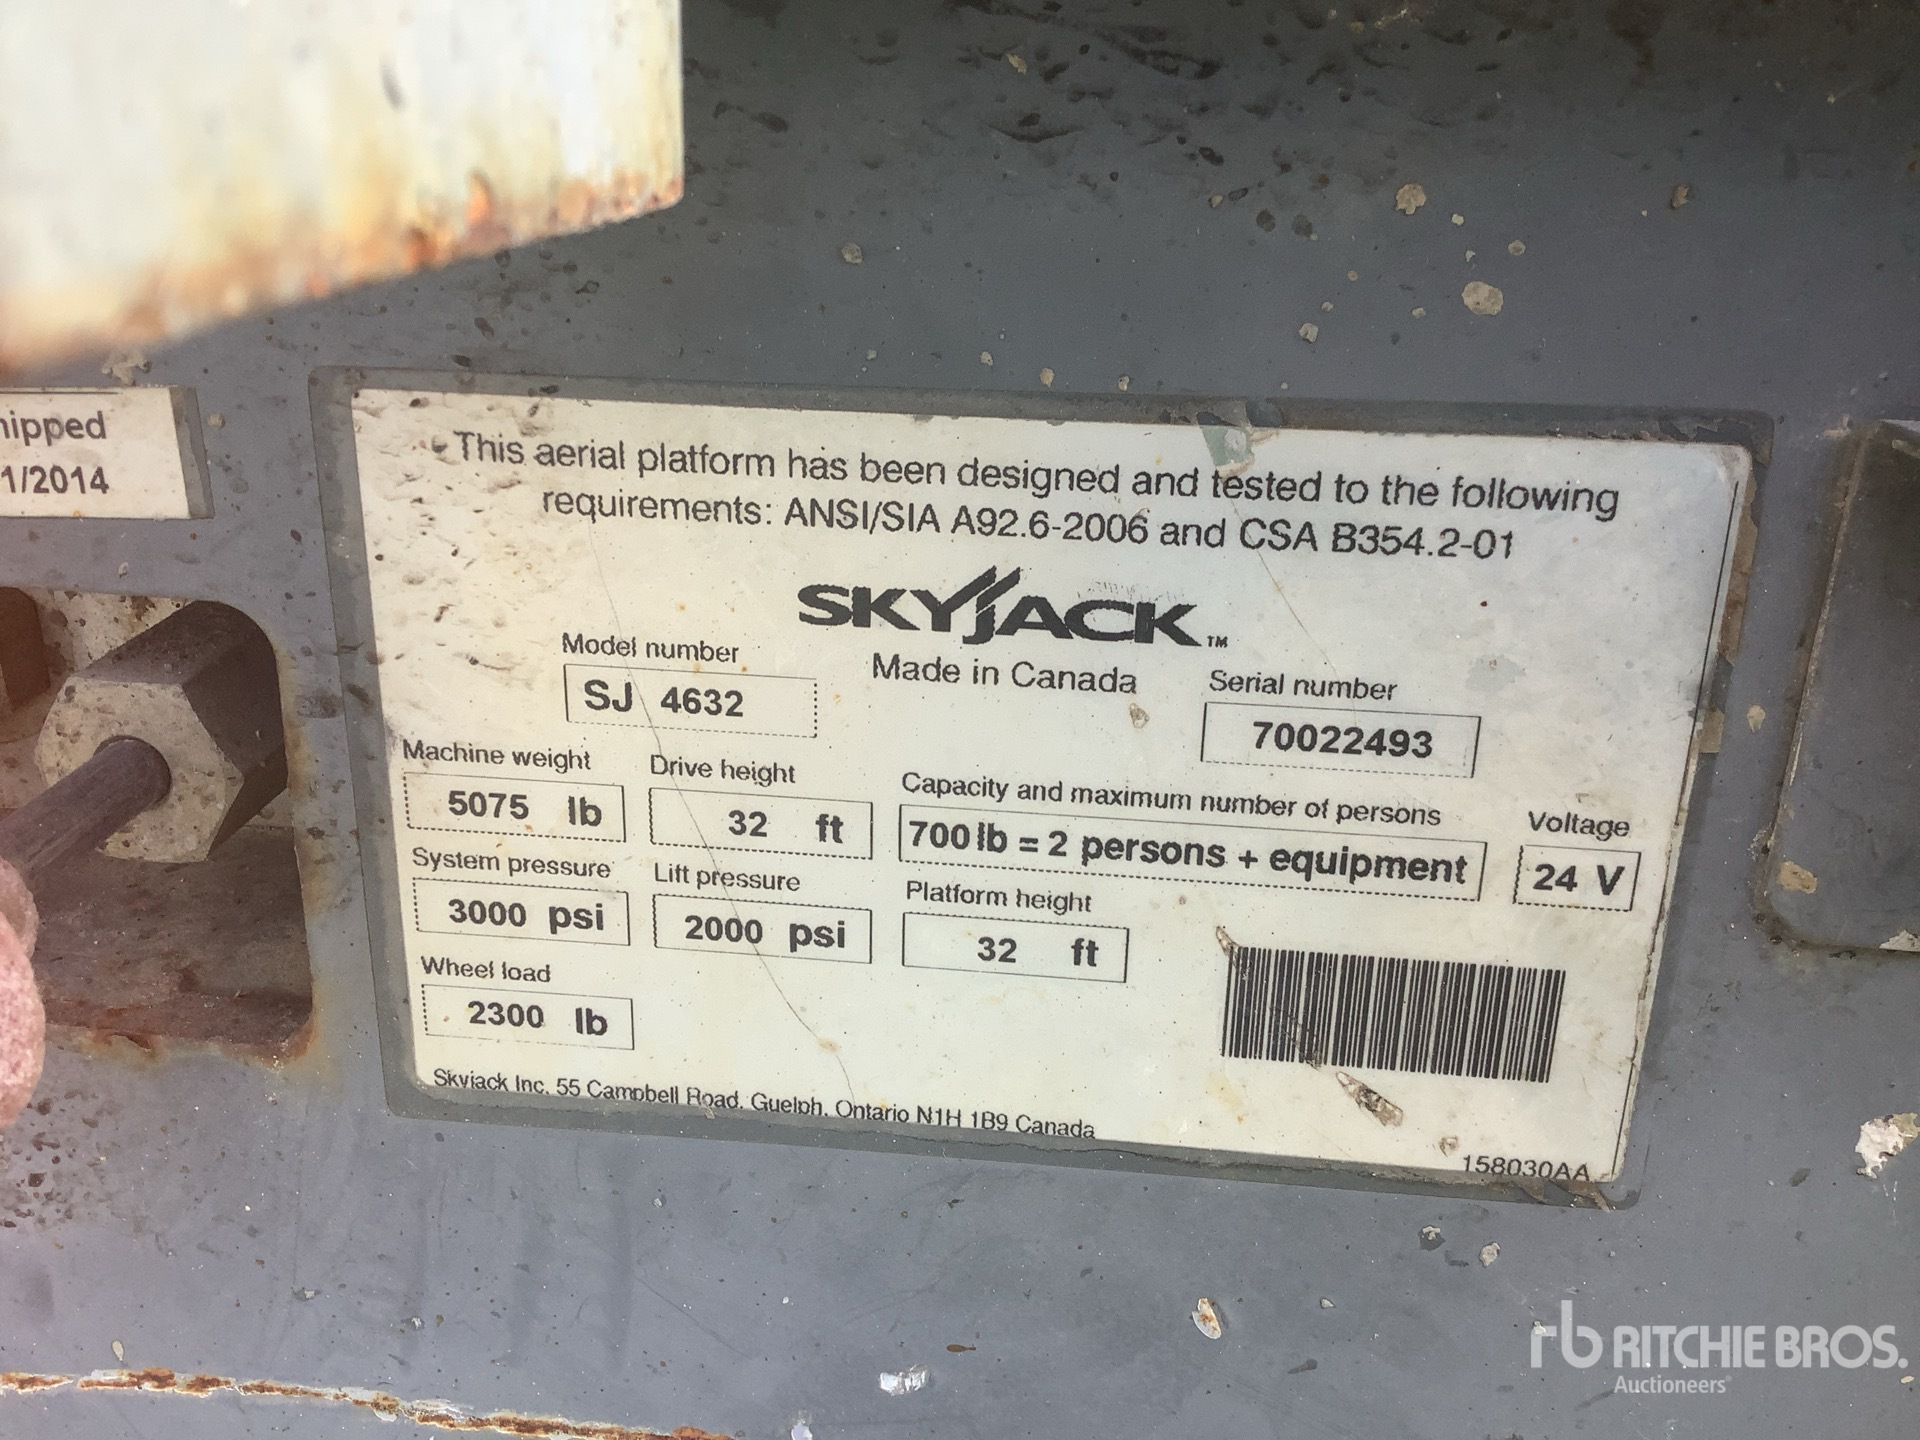 hipped
1/2014
This aerial platform has been designed and tested to the following
requirements: ANSI/SIA A92.6-2006 and CSA B354.2-01
SKYJACK™
Made in Canada
Model number
SJ 4632
Serial number
70022493
Machine weight
5075 lb
Drive height
32 ft
Capacity and maximum number of persons
700 lb = 2 persons + equipment
Voltage
24 V
System pressure
3000 psi
Lift pressure
2000 psi
Platform height
32 ft
Wheel load
2300 lb
Skyjack Inc, 55 Campbell Road, Guelph, Ontario N1H 1B9 Canada
158030AA
rb RITCHIE BROS.
Auctioneers